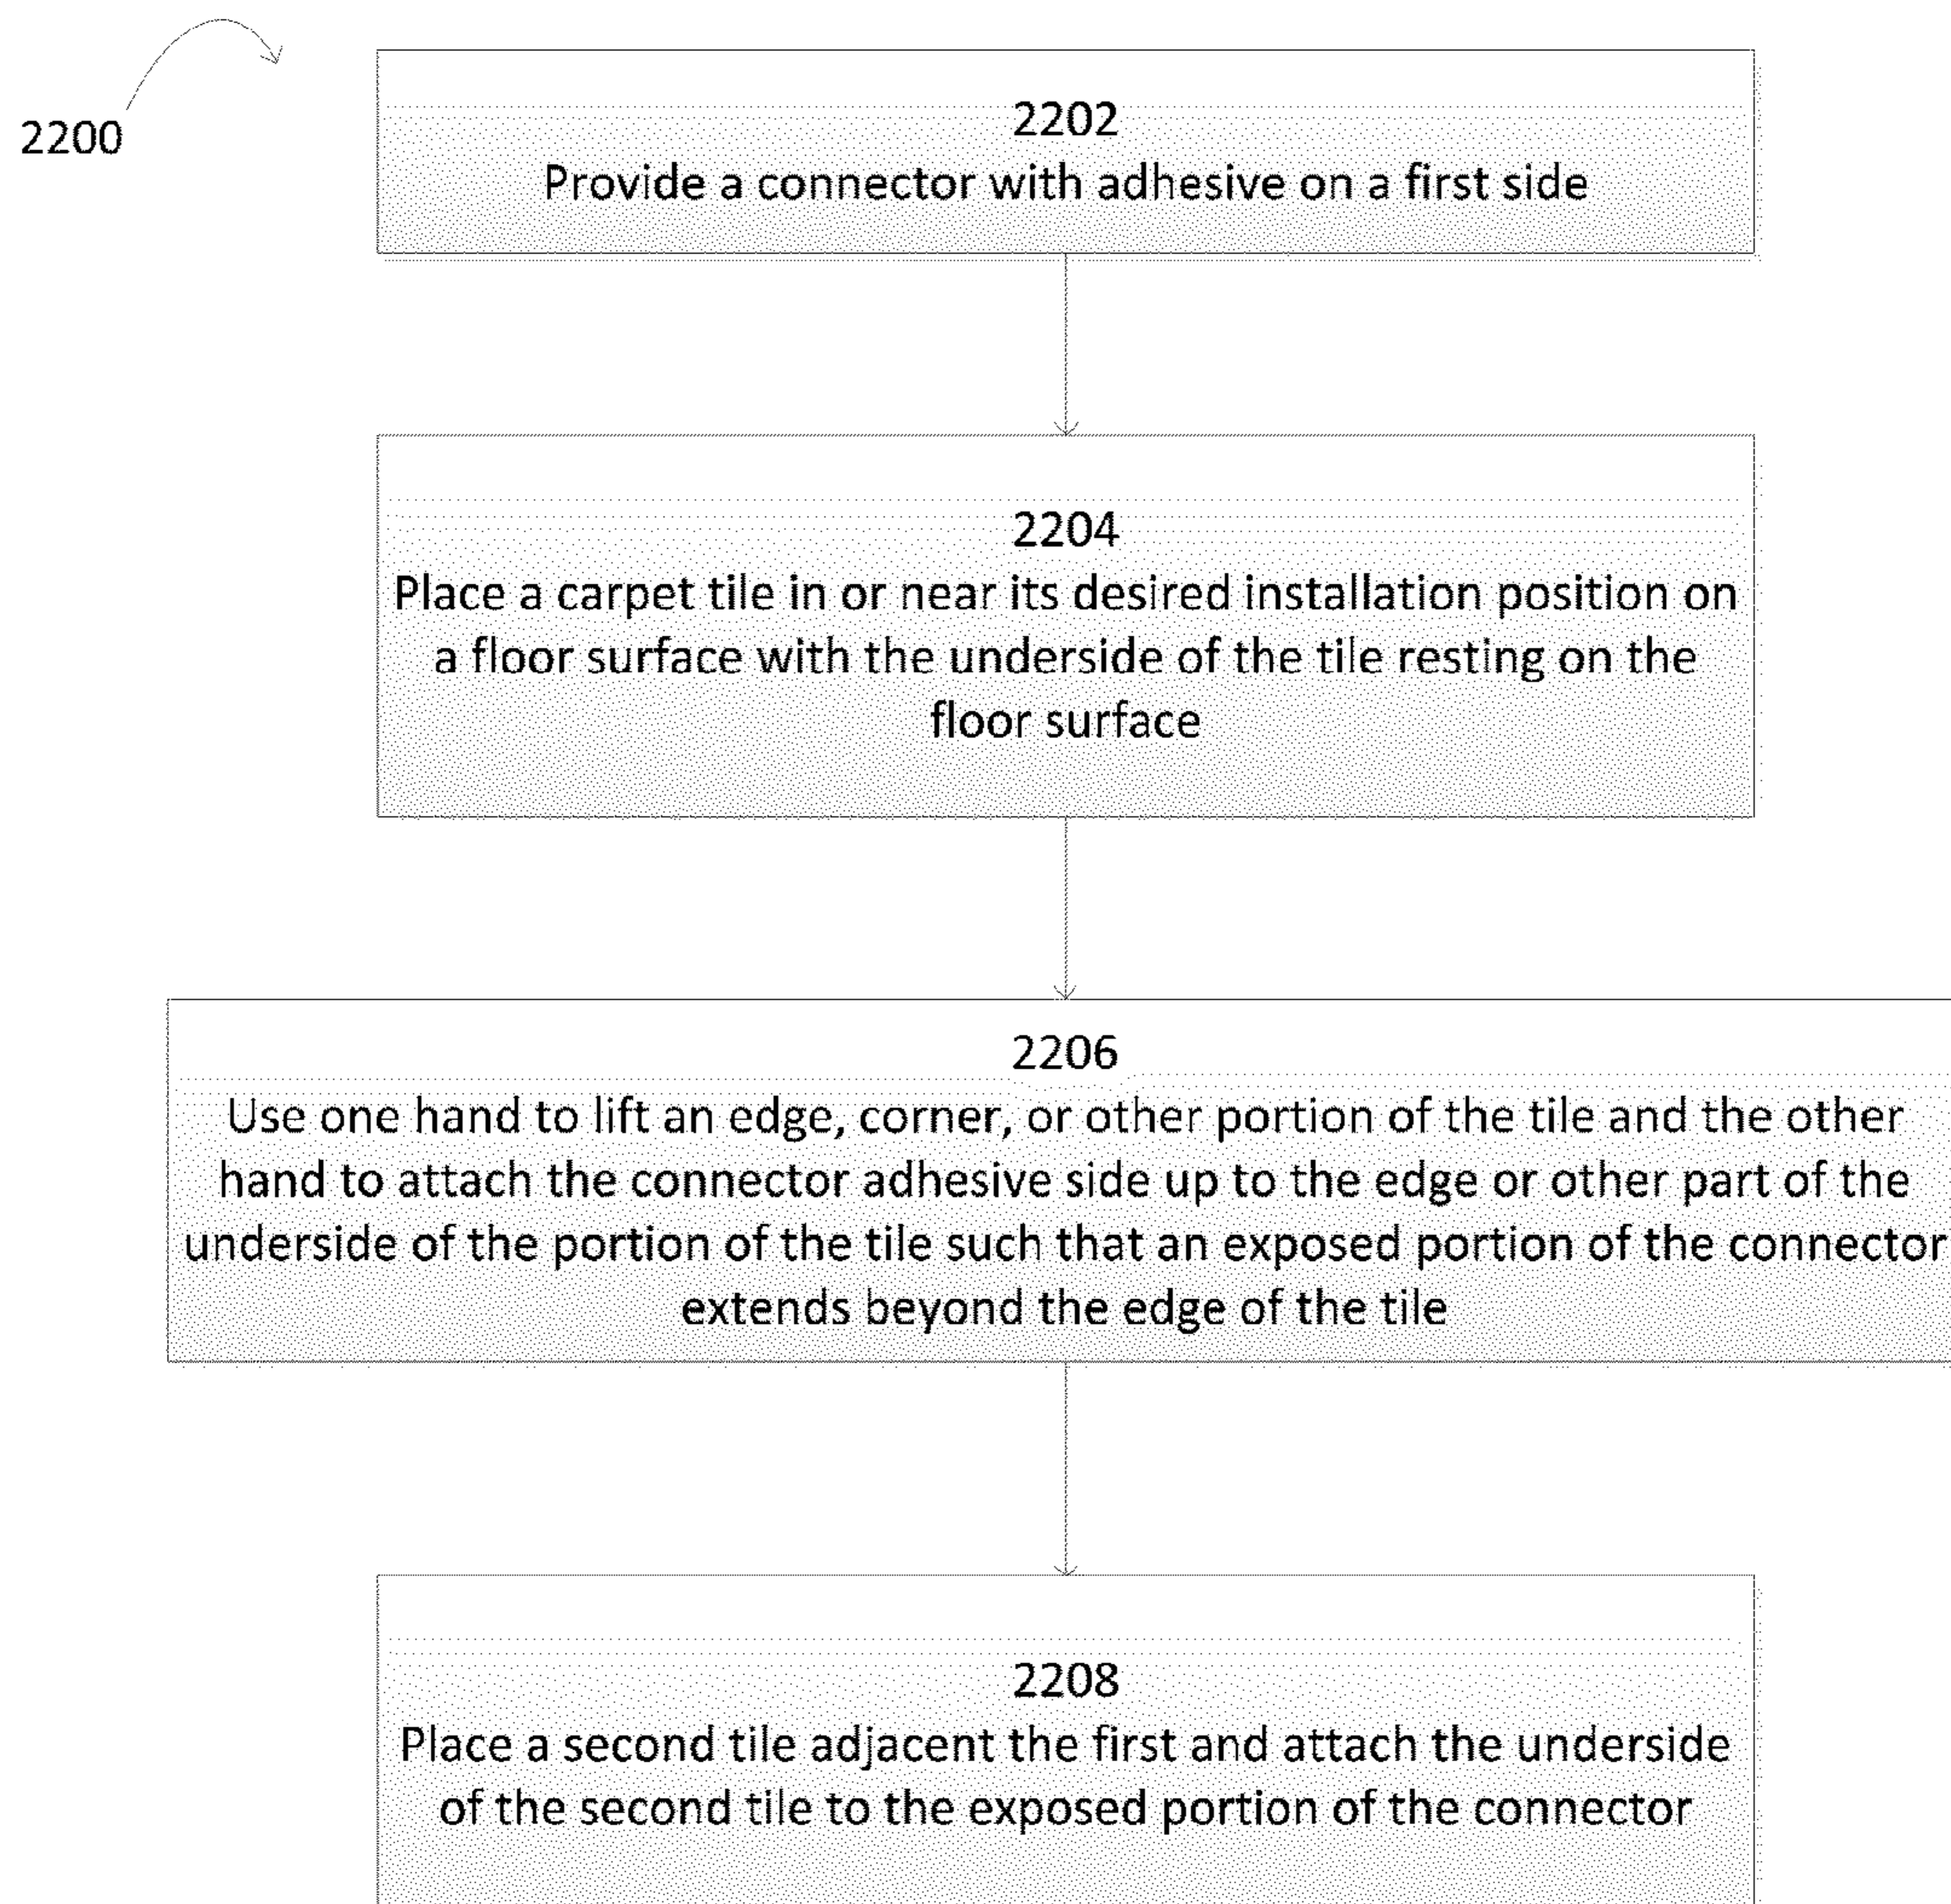 2200
2202
Provide a connector with adhesive on a first side
2204
Place a carpet tile in or near its desired installation position on
a floor surface with the underside of the tile resting on the
floor surface
2206
Use one hand to lift an edge, corner, or other portion of the tile and the other
hand to attach the connector adhesive side up to the edge or other part of the
underside of the portion of the tile such that an exposed portion of the connector
extends beyond the edge of the tile
2208
Place a second tile adjacent the first and attach the underside
of the second tile to the exposed portion of the connector